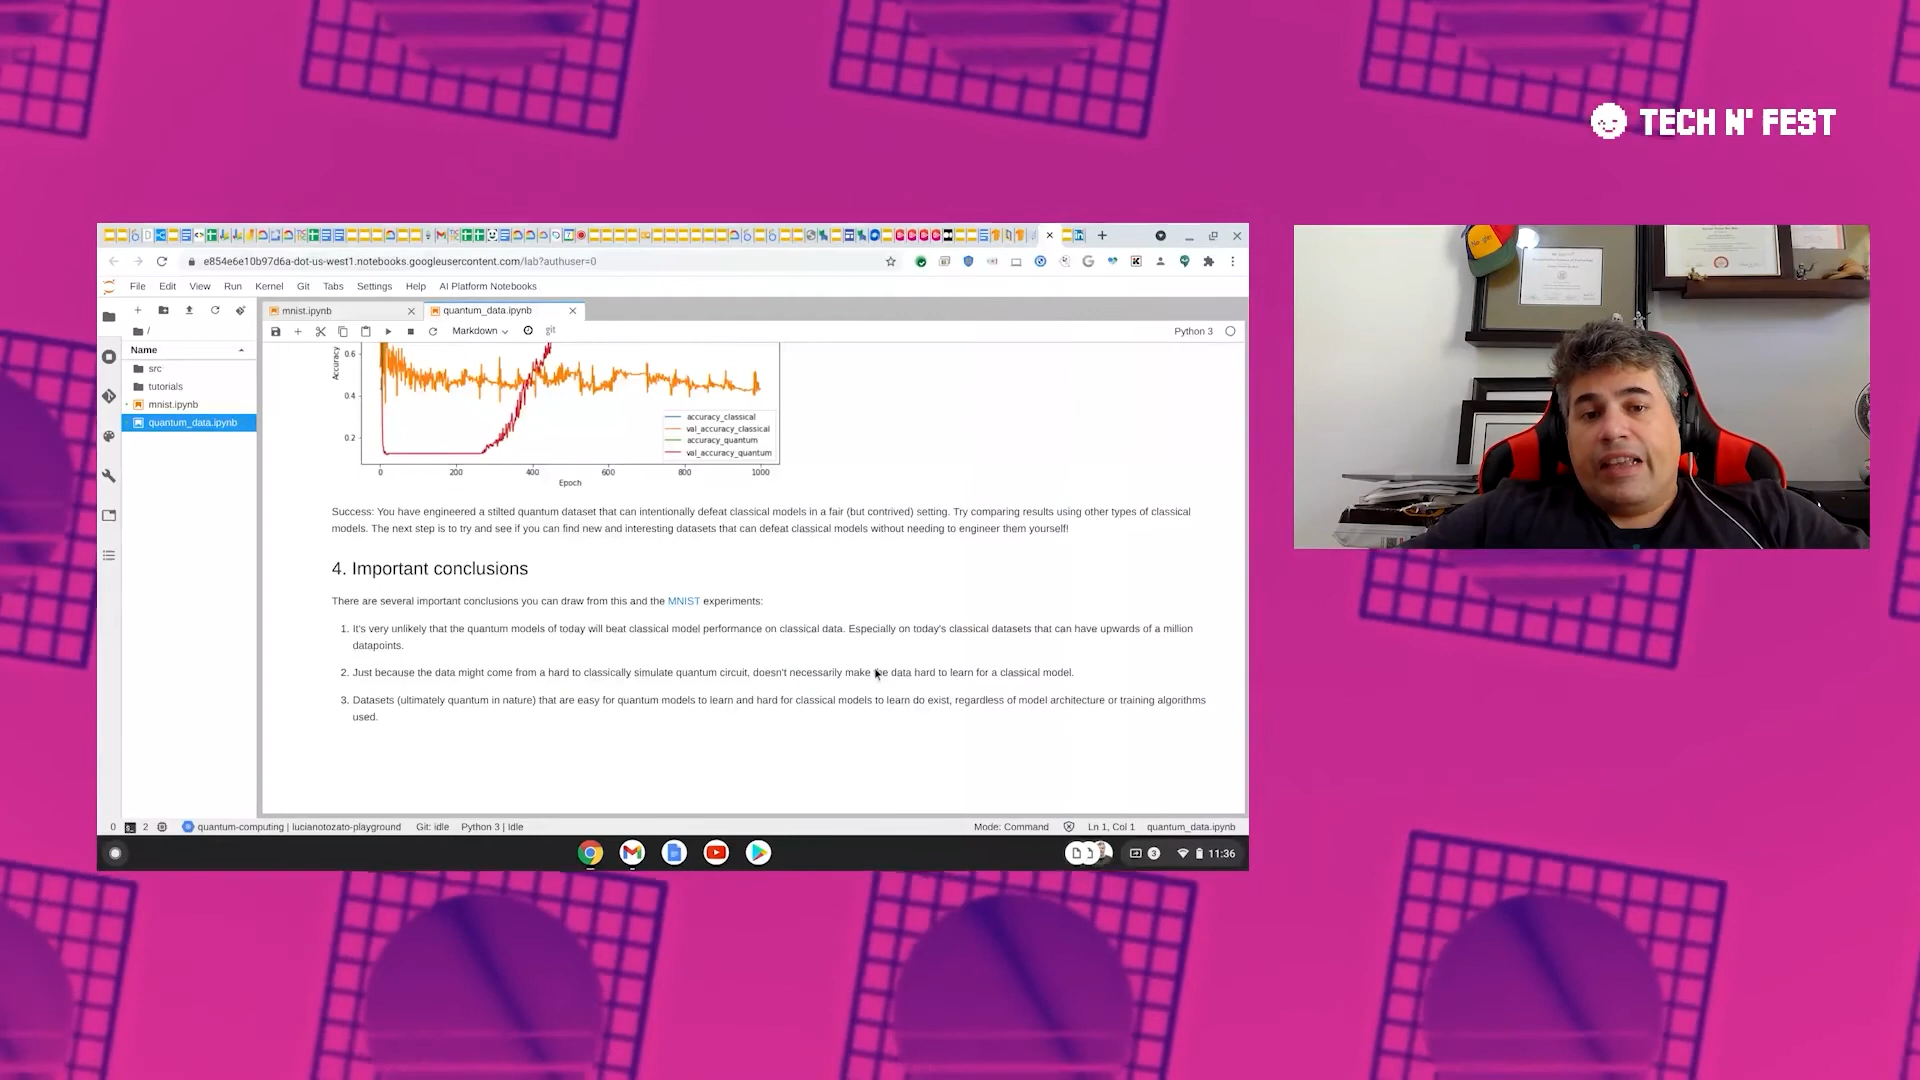 TECH N' FEST
e854e6e10b97d6a-dot-us-west1.notebooks.googleusercontent.com/lab?authuser=0
File Edit View Run Kernel Git Tabs Settings Help AI Platform Notebooks
mnist.ipynb
quantum_data.ipynb
Markdown
git
Python 3
/
Name
src
tutorials
mnist.ipynb
quantum_data.ipynb
Accuracy
0.6
0.4
0.2
accuracy_classical
val_accuracy_classical
accuracy_quantum
val_accuracy_quantum
0 200 400 600 800 1000
Epoch
Success: You have engineered a stilted quantum dataset that can intentionally defeat classical models in a fair (but contrived) setting. Try comparing results using other types of classical
models. The next step is to try and see if you can find new and interesting datasets that can defeat classical models without needing to engineer them yourself!
4. Important conclusions
There are several important conclusions you can draw from this and the MNIST experiments:
1. It's very unlikely that the quantum models of today will beat classical model performance on classical data. Especially on today's classical datasets that can have upwards of a million
datapoints.
2. Just because the data might come from a hard to classically simulate quantum circuit, doesn't necessarily make the data hard to learn for a classical model.
3. Datasets (ultimately quantum in nature) that are easy for quantum models to learn and hard for classical models to learn do exist, regardless of model architecture or training algorithms
used.
0 2 quantum-computing | lucianotozato-playground Git: idle Python 3 | Idle
Mode: Command Ln 1, Col 1 quantum_data.ipynb
3 11:36